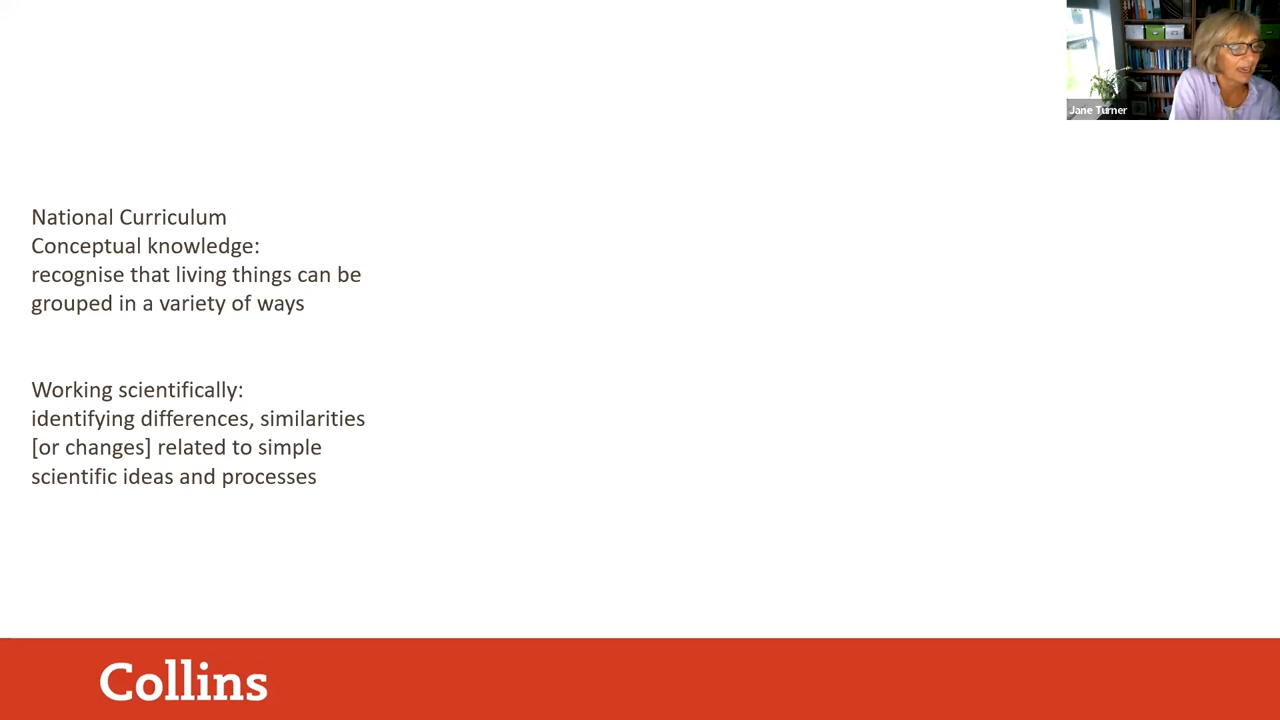 Jane Turner
National Curriculum
Conceptual knowledge:
recognise that living things can be
grouped in a variety of ways
Working scientifically:
identifying differences, similarities
[or changes] related to simple
scientific ideas and processes
Collins